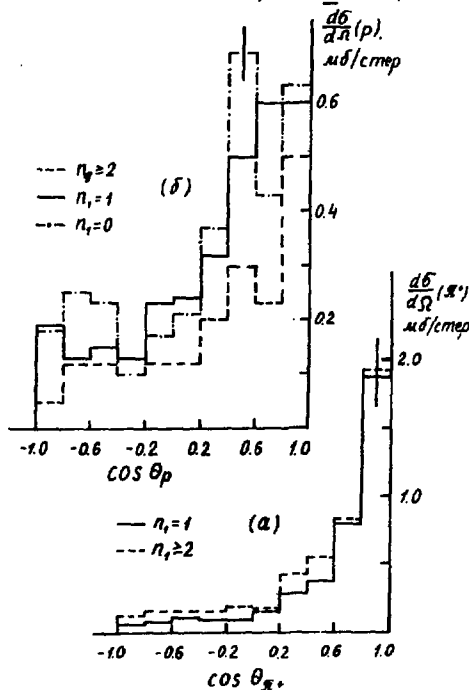 dσ/dΩ (p),
мб/стер
0.6
0.4
0.2
--- n₁ ≥ 2
— n₁ = 1
-·- n₁ = 0
(б)
-1.0 -0.6 -0.2 0.2 0.6 1.0
cos θp
dσ/dΩ (π⁺)
мб/стер
2.0
1.0
— n₁ = 1
--- n₁ ≥ 2
(а)
-1.0 -0.6 -0.2 0.2 0.6 1.0
cos θπ+